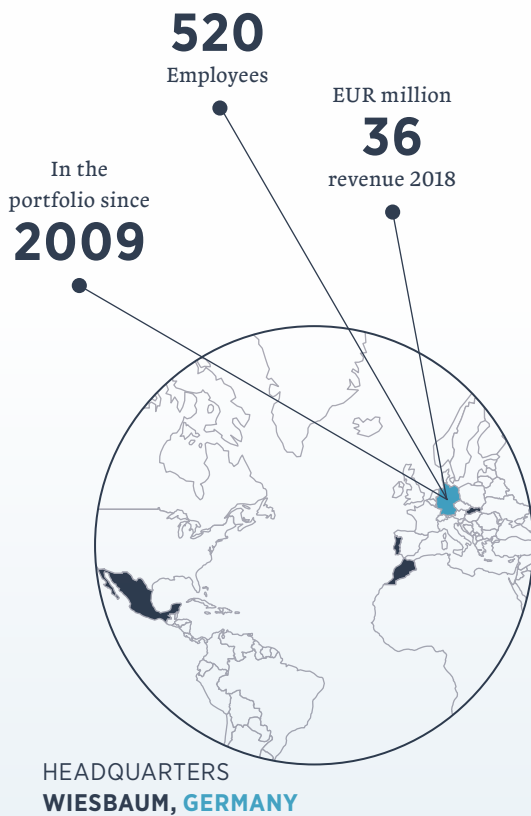 520
Employees
EUR million
36
revenue 2018
In the
portfolio since
2009
HEADQUARTERS
WIESBAUM, GERMANY